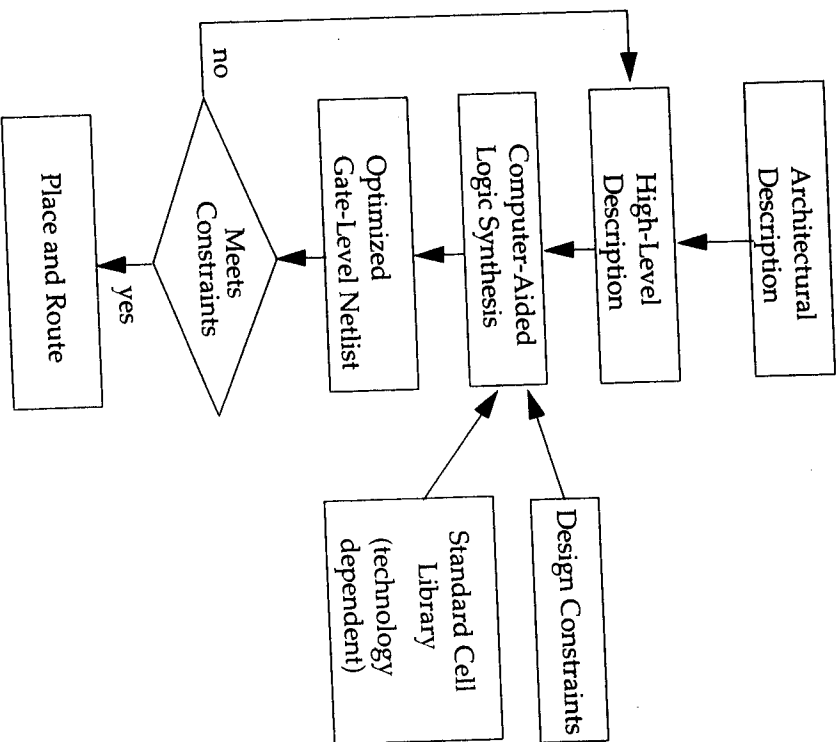 Architectural
Description
High-Level
Description
Computer-Aided
Logic Synthesis
Optimized
Gate-Level Netlist
Meets
Constraints
no
yes
Place and Route
Design Constraints
Standard Cell
Library
(technology
dependent)